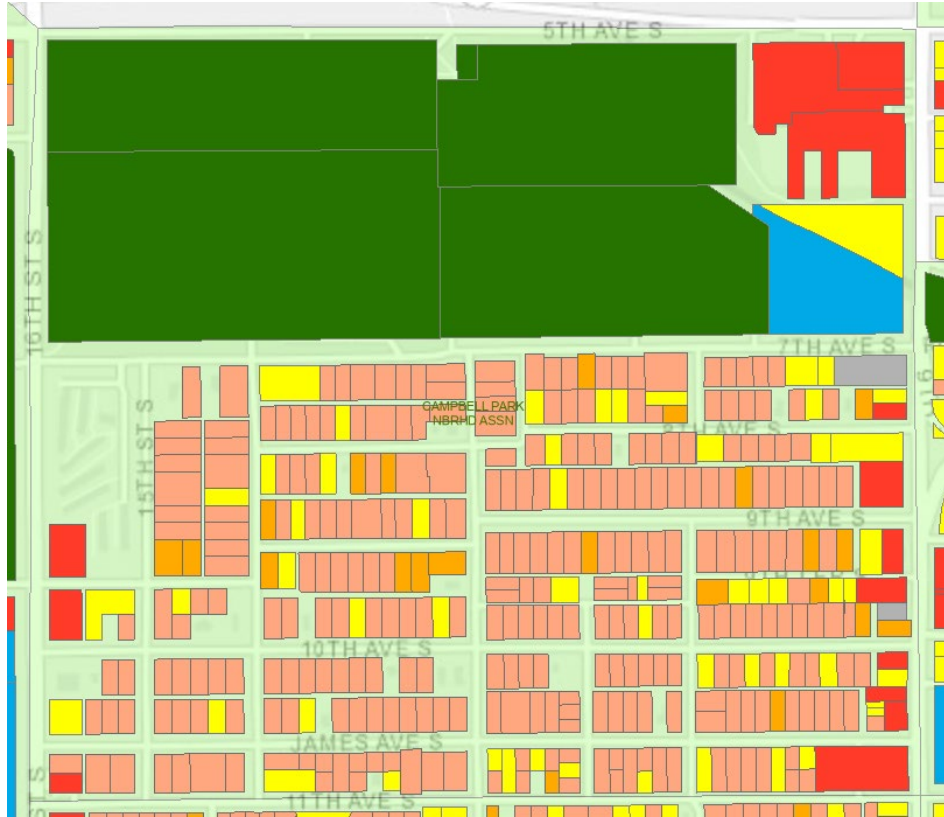 5TH AVE S
16TH ST S
7TH AVE S
CAMPBELL PARK
NBRHD ASSN
8TH AVE S
15TH ST S
9TH AVE S
10TH AVE S
JAMES AVE S
11TH AVE S